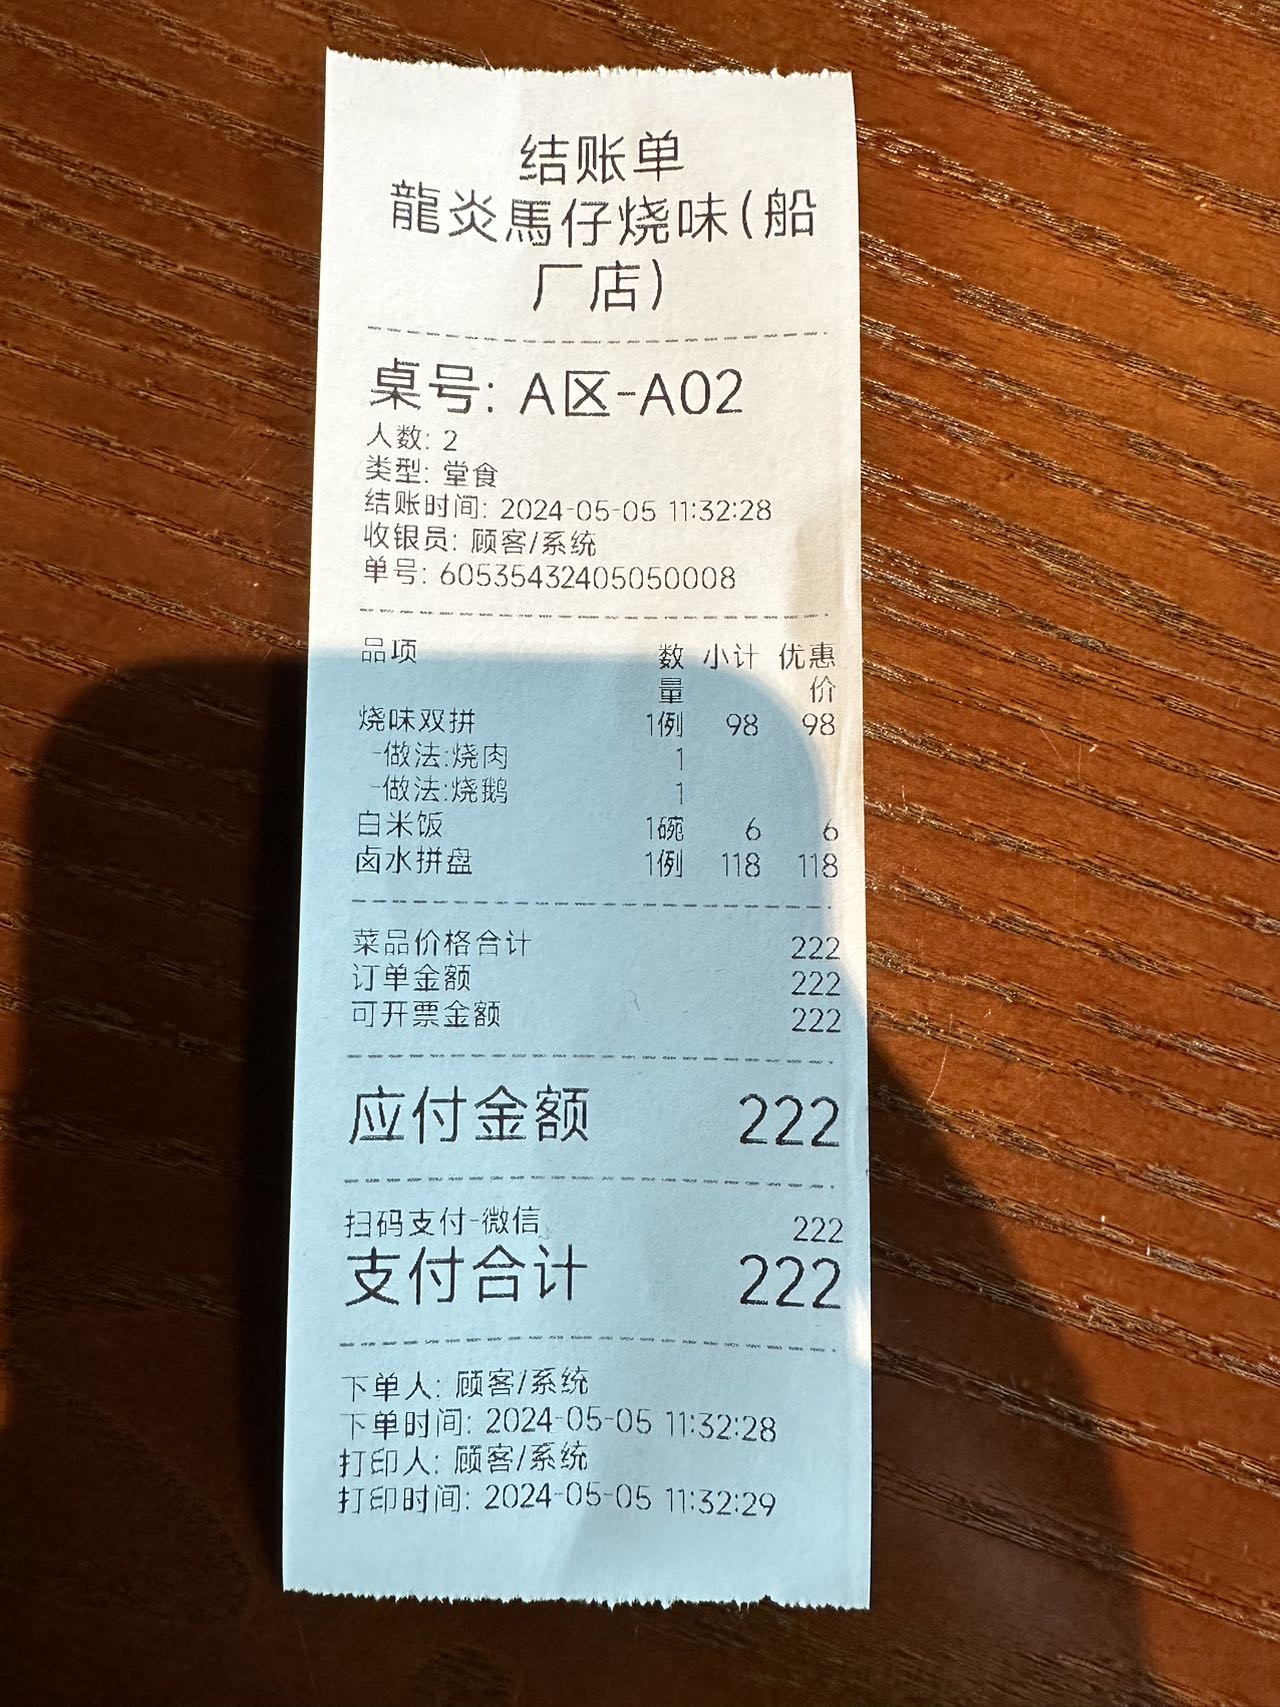 结账单
龍炎馬仔烧味(船
厂店)
桌号: A区-A02
人数: 2
类型: 堂食
结账时间: 2024-05-05 11:32:28
收银员: 顾客/系统
单号: 60535432405050008
品项 数 小计 优惠
量 价
烧味双拼 1例 98 98
-做法:烧肉 1
-做法:烧鹅 1
白米饭 1碗 6 6
卤水拼盘 1例 118 118
菜品价格合计 222
订单金额 222
可开票金额 222
应付金额 222
扫码支付-微信 222
支付合计 222
下单人: 顾客/系统
下单时间: 2024-05-05 11:32:28
打印人: 顾客/系统
打印时间: 2024-05-05 11:32:29